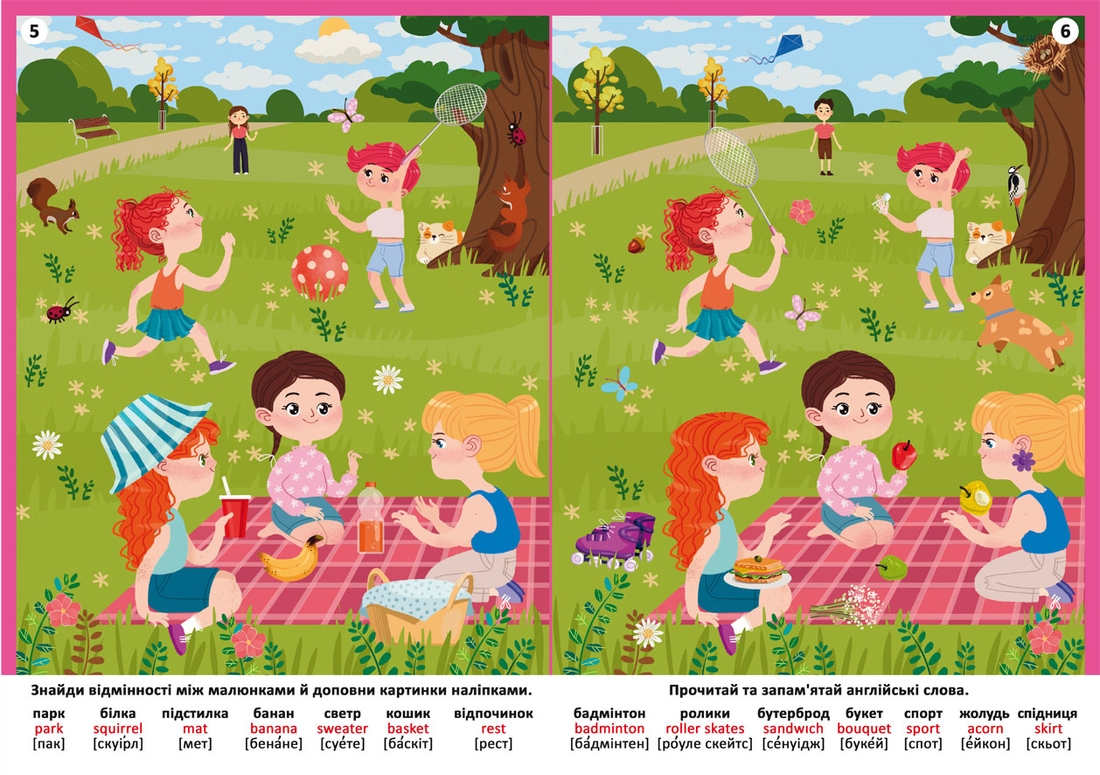 5
6
Знайди відмінності між малюнками й доповни картинки наліпками.
парк білка підстилка банан светр кошик відпочинок
park squirrel mat banana sweater basket rest
[пак] [скуі́рл] [мет] [бена́не] [суе́те] [ба́скіт] [рест]
Прочитай та запам'ятай англійські слова.
бадмінтон ролики бутерброд букет спорт жолудь спідниця
badminton roller skates sandwich bouquet sport acorn skirt
[ба́дмінтен] [ро́уле скейтс] [се́нуідж] [буке́й] [спот] [е́йкон] [скьот]